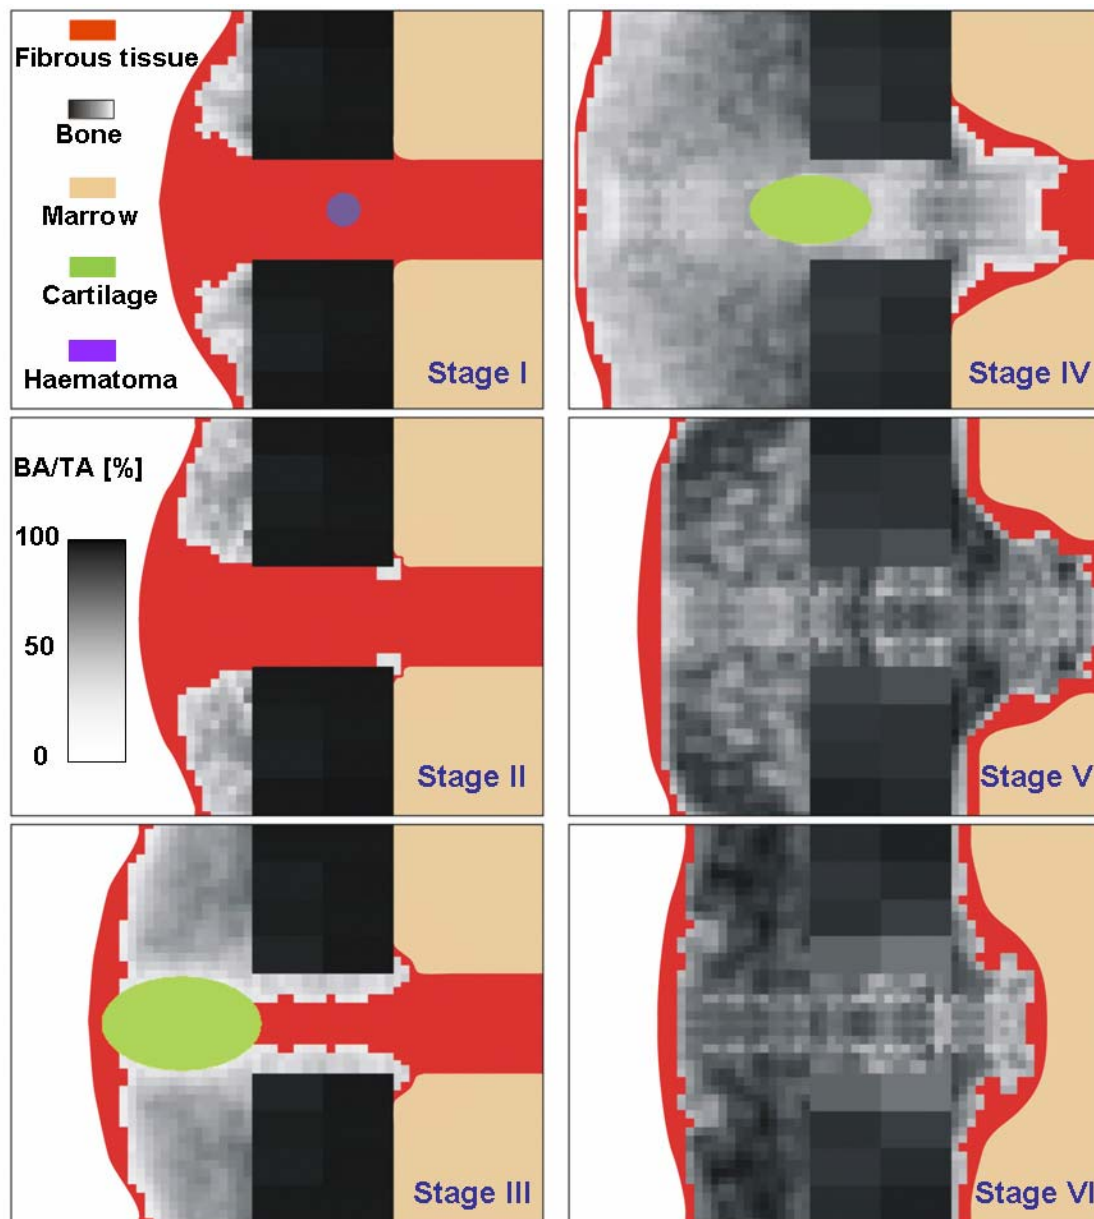 Fibrous tissue
Bone
Marrow
Cartilage
Haematoma
Stage I
Stage IV
BA/TA [%]
100
50
0
Stage II
Stage V
Stage III
Stage VI